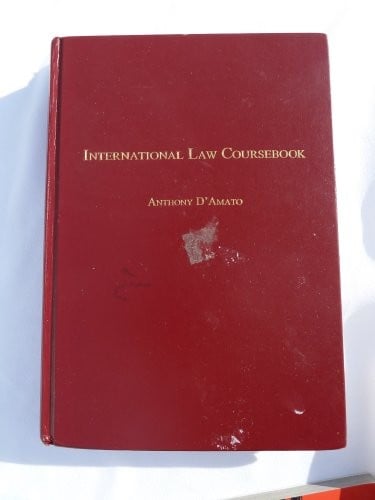 INTERNATIONAL LAW COURSEBOOK
ANTHONY D'AMATO